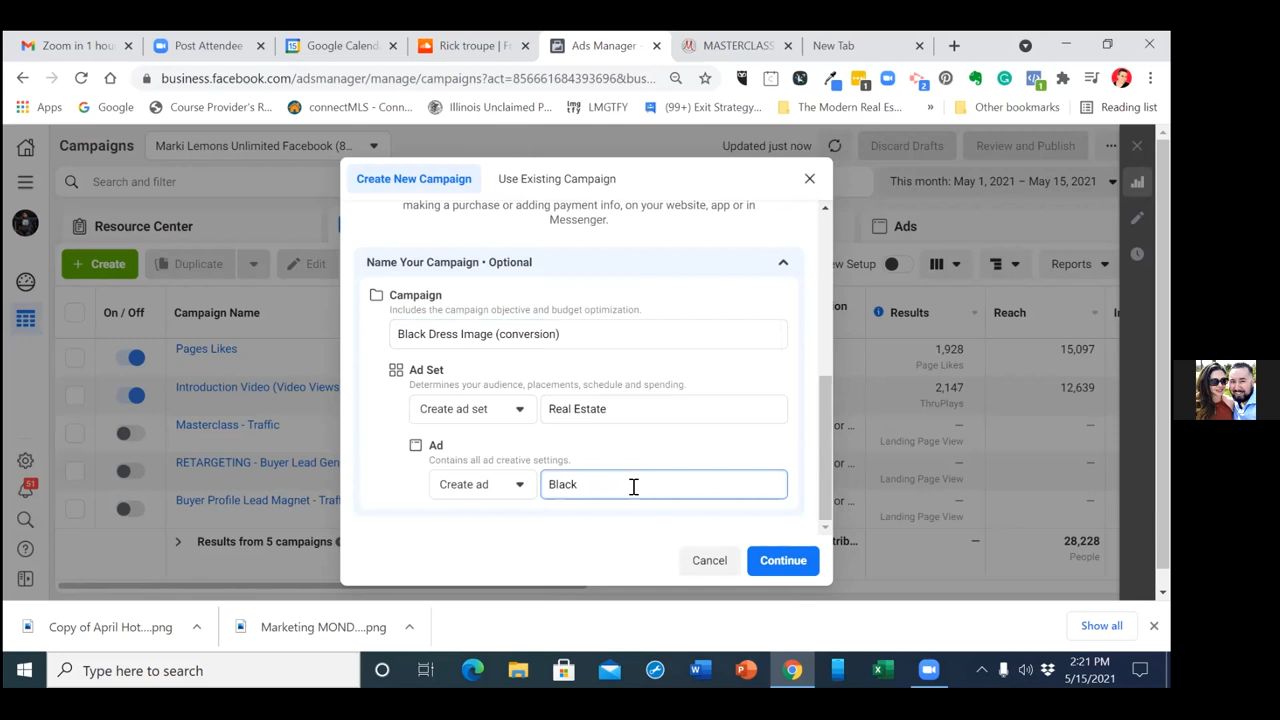 Zoom in 1 hou
Post Attendee
Google Calend
Rick troupe | F
Ads Manager
MASTERCLASS
New Tab
business.facebook.com/adsmanager/manage/campaigns?act=856661684393696&bus...
1
2
1
Apps
Google
Course Provider's R...
connectMLS - Conn...
Illinois Unclaimed P...
LMGTFY
(99+) Exit Strategy...
The Modern Real Es...
»
Other bookmarks
Reading list
Campaigns
Marki Lemons Unlimited Facebook (8...
Updated just now
Discard Drafts
Review and Publish
Search and filter
This month: May 1, 2021 – May 15, 2021
Resource Center
Ads
+ Create
Duplicate
Edit
Setup
Reports
On / Off
Campaign Name
Results
Reach
Pages Likes
1,928
Page Likes
15,097
Introduction Video (Video Views
2,147
ThruPlays
12,639
Masterclass - Traffic
or ...
—
Landing Page View
RETARGETING - Buyer Lead Gen
or ...
—
Landing Page View
Buyer Profile Lead Magnet - Traf
or ...
—
Landing Page View
Results from 5 campaigns
trib...
—
28,228
People
51
Create New Campaign
Use Existing Campaign
making a purchase or adding payment info, on your website, app or in
Messenger.
Name Your Campaign • Optional
Campaign
Includes the campaign objective and budget optimization.
Black Dress Image (conversion)
Ad Set
Determines your audience, placements, schedule and spending.
Create ad set
Real Estate
Ad
Contains all ad creative settings.
Create ad
Black
Cancel
Continue
Copy of April Hot....png
Marketing MOND....png
Show all
Type here to search
2:21 PM
5/15/2021